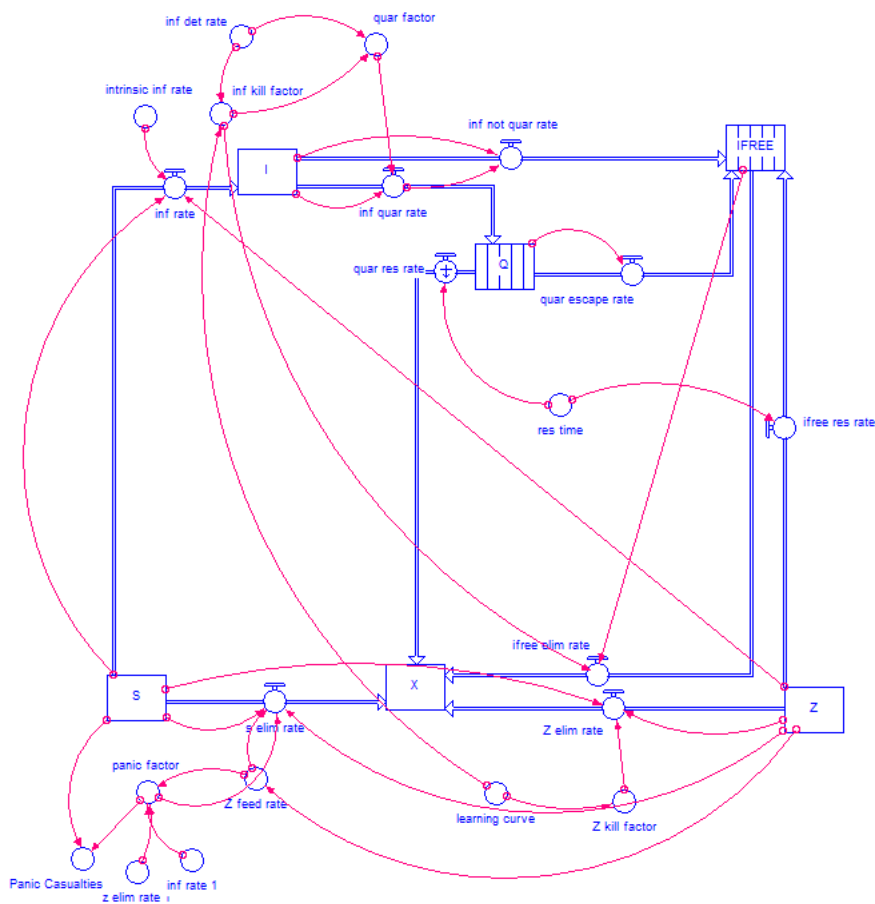 inf det rate
quar factor
intrinsic inf rate
inf kill factor
inf not quar rate
IFREE
I
inf rate
inf quar rate
Q
quar res rate
quar escape rate
res time
ifree res rate
ifree elim rate
S
X
Z
s elim rate
Z elim rate
panic factor
Z feed rate
learning curve
Z kill factor
Panic Casualties
z elim rate
inf rate 1